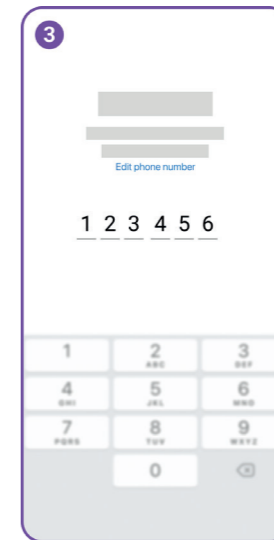 3
Edit phone number
1 2 3 4 5 6
1 2 3
ABC DEF
4 5 6
GHI JKL MNO
7 8 9
PQRS TUV WXYZ
0